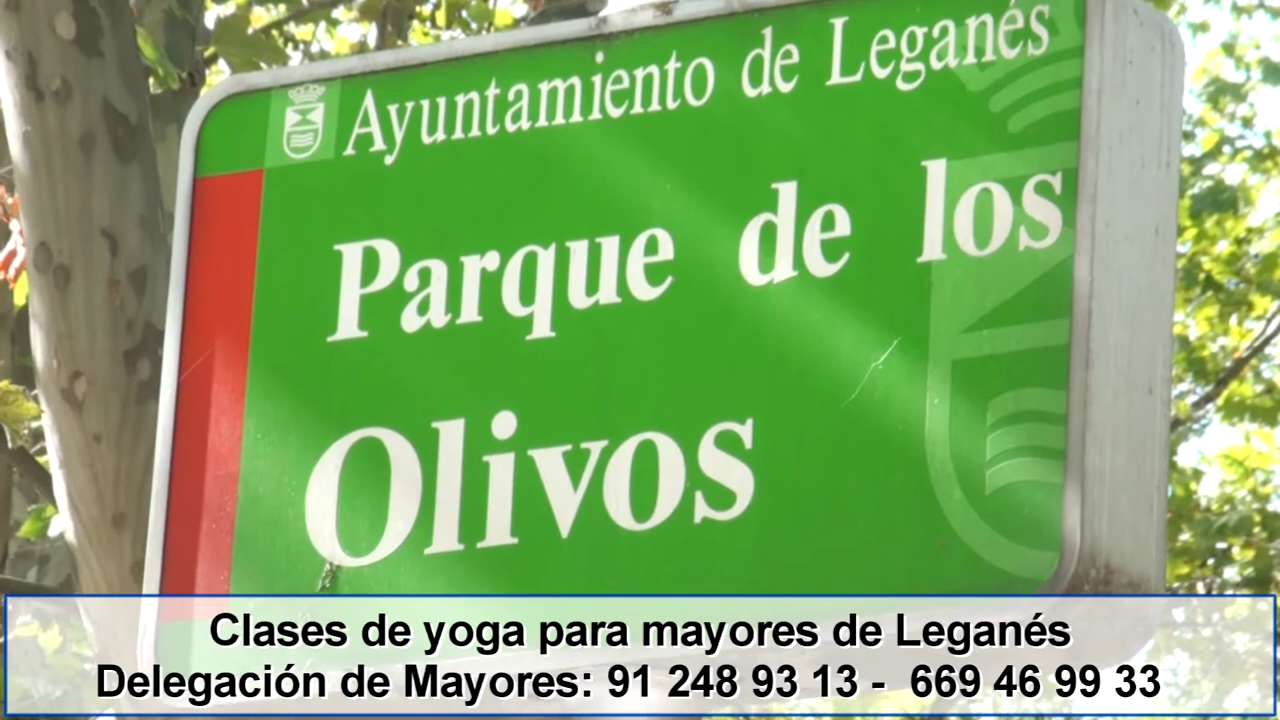 Ayuntamiento de Leganés
Parque de los
Olivos
Clases de yoga para mayores de Leganés
Delegación de Mayores: 91 248 93 13 - 669 46 99 33